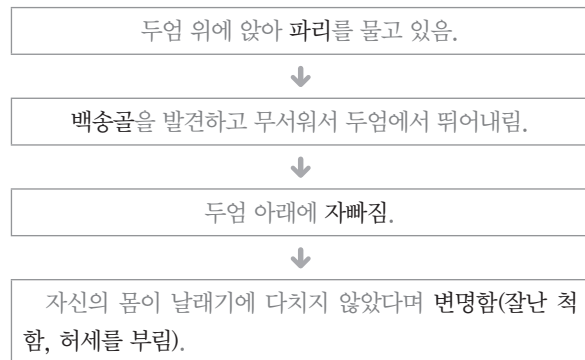 두엄 위에 앉아 파리를 물고 있음.
백송골을 발견하고 무서워서 두엄에서 뛰어내림.
두엄 아래에 자빠짐.
자신의 몸이 날래기에 다치지 않았다며 변명함(잘난 척
함, 허세를 부림).